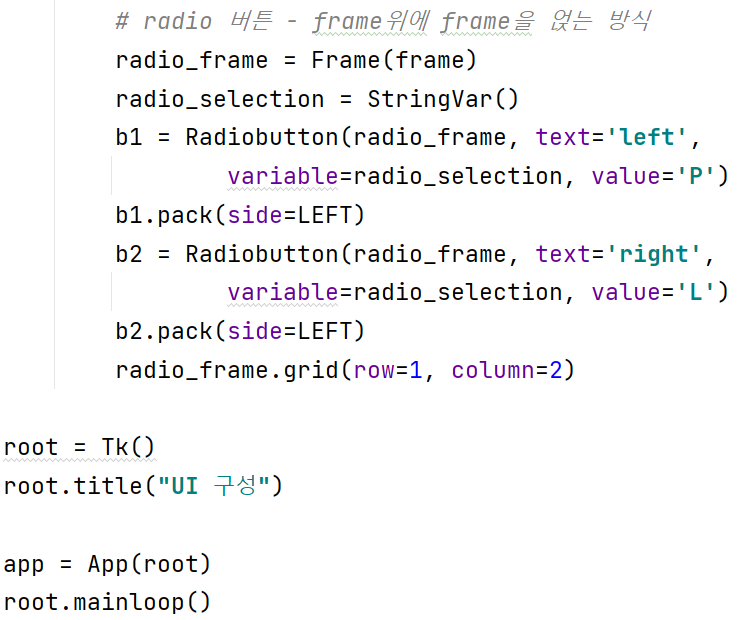 # radio 버튼 - frame위에 frame을 얹는 방식
radio_frame = Frame(frame)
radio_selection = StringVar()
b1 = Radiobutton(radio_frame, text='left',
variable=radio_selection, value='P')
b1.pack(side=LEFT)
b2 = Radiobutton(radio_frame, text='right',
variable=radio_selection, value='L')
b2.pack(side=LEFT)
radio_frame.grid(row=1, column=2)
root = Tk()
root.title("UI 구성")
app = App(root)
root.mainloop()